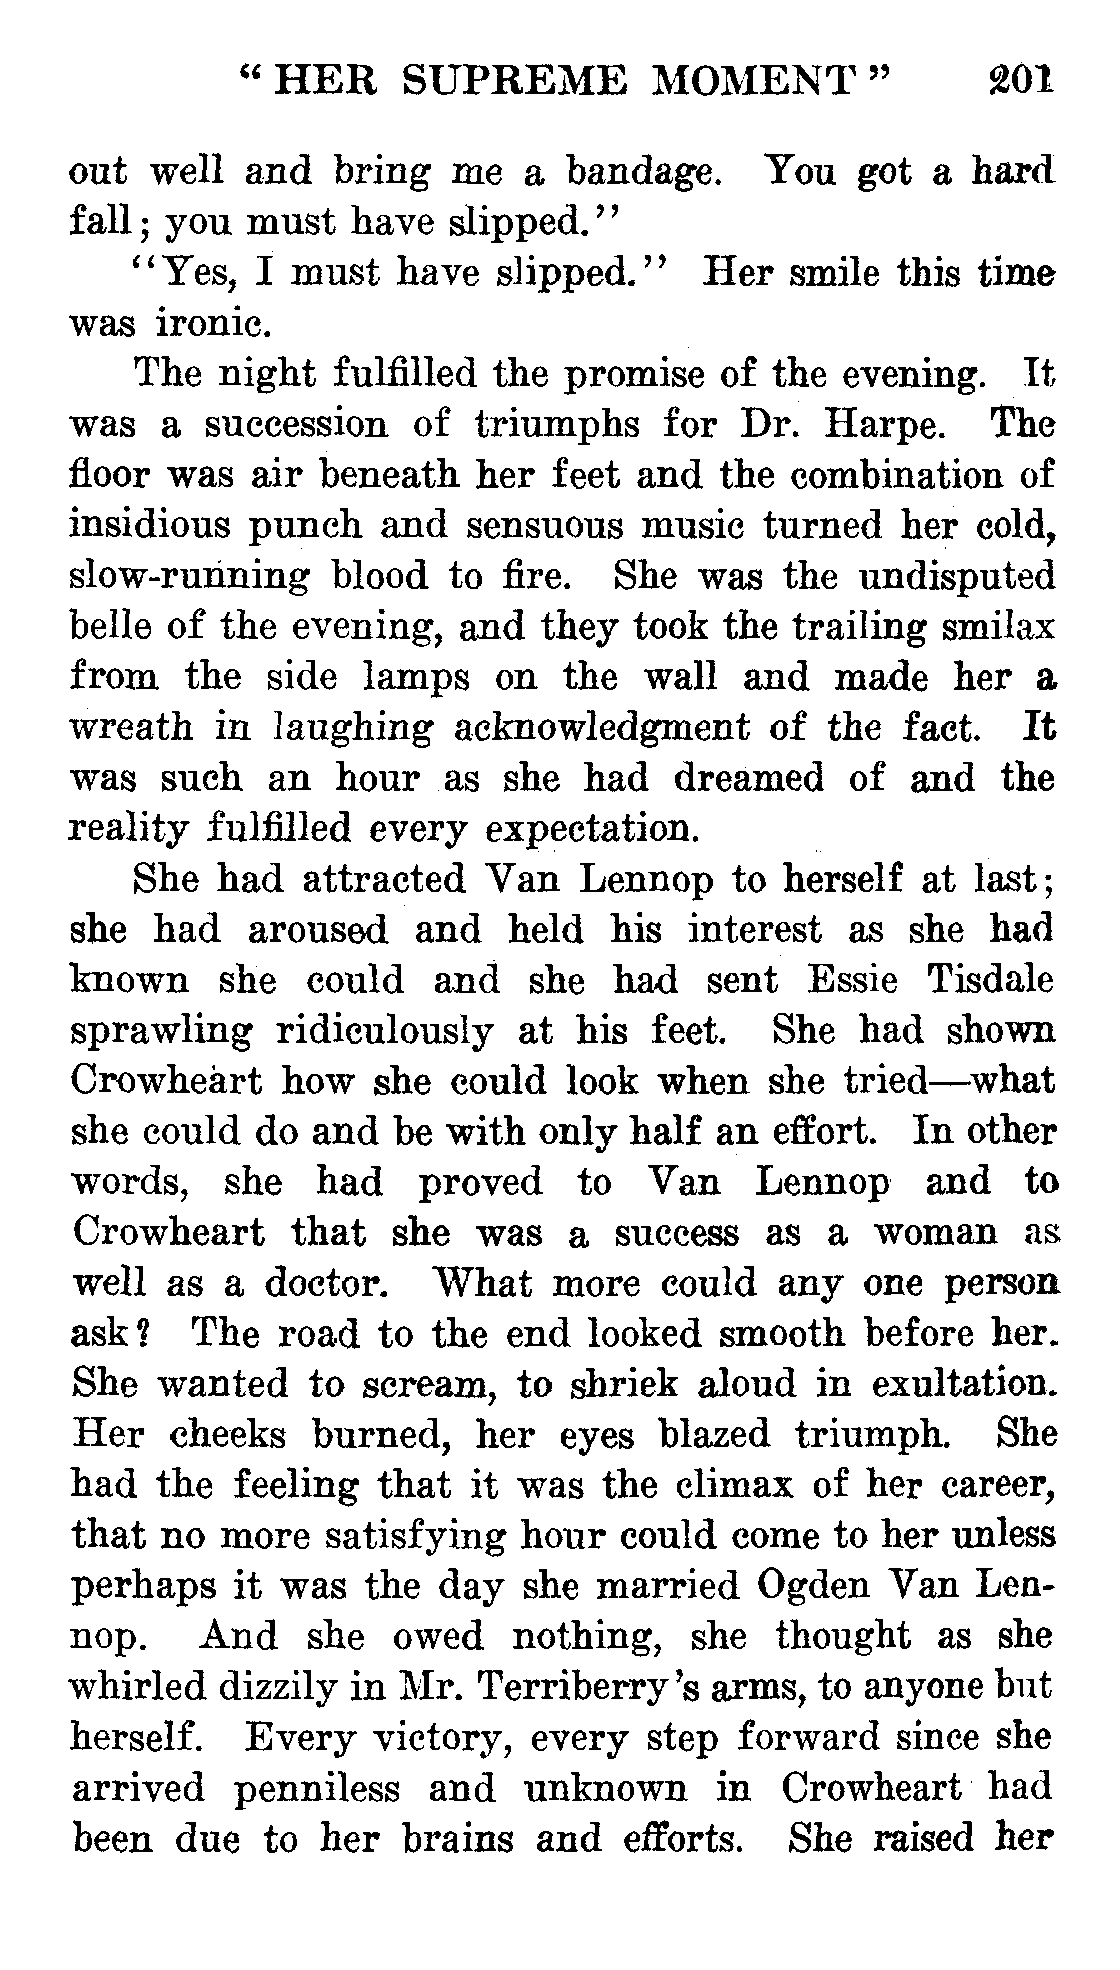 “ HER SUPREME MOMENT ” 201
out well and bring me a bandage. You got a hard
fall; you must have slipped.”
“Yes, I must have slipped.” Her smile this time
was ironic.
The night fulfilled the promise of the evening. It
was a succession of triumphs for Dr. Harpe. The
floor was air beneath her feet and the combination of
insidious punch and sensuous music turned her cold,
slow-running blood to fire. She was the undisputed
belle of the evening, and they took the trailing smilax
from the side lamps on the wall and made her a
wreath in laughing acknowledgment of the fact. It
was such an hour as she had dreamed of and the
reality fulfilled every expectation.
She had attracted Van Lennop to herself at last;
she had aroused and held his interest as she had
known she could and she had sent Essie Tisdale
sprawling ridiculously at his feet. She had shown
Crowheart how she could look when she tried—what
she could do and be with only half an effort. In other
words, she had proved to Van Lennop and to
Crowheart that she was a success as a woman as
well as a doctor. What more could any one person
ask? The road to the end looked smooth before her.
She wanted to scream, to shriek aloud in exultation.
Her cheeks burned, her eyes blazed triumph. She
had the feeling that it was the climax of her career,
that no more satisfying hour could come to her unless
perhaps it was the day she married Ogden Van Len-
nop. And she owed nothing, she thought as she
whirled dizzily in Mr. Terriberry’s arms, to anyone but
herself. Every victory, every step forward since she
arrived penniless and unknown in Crowheart had
been due to her brains and efforts. She raised her